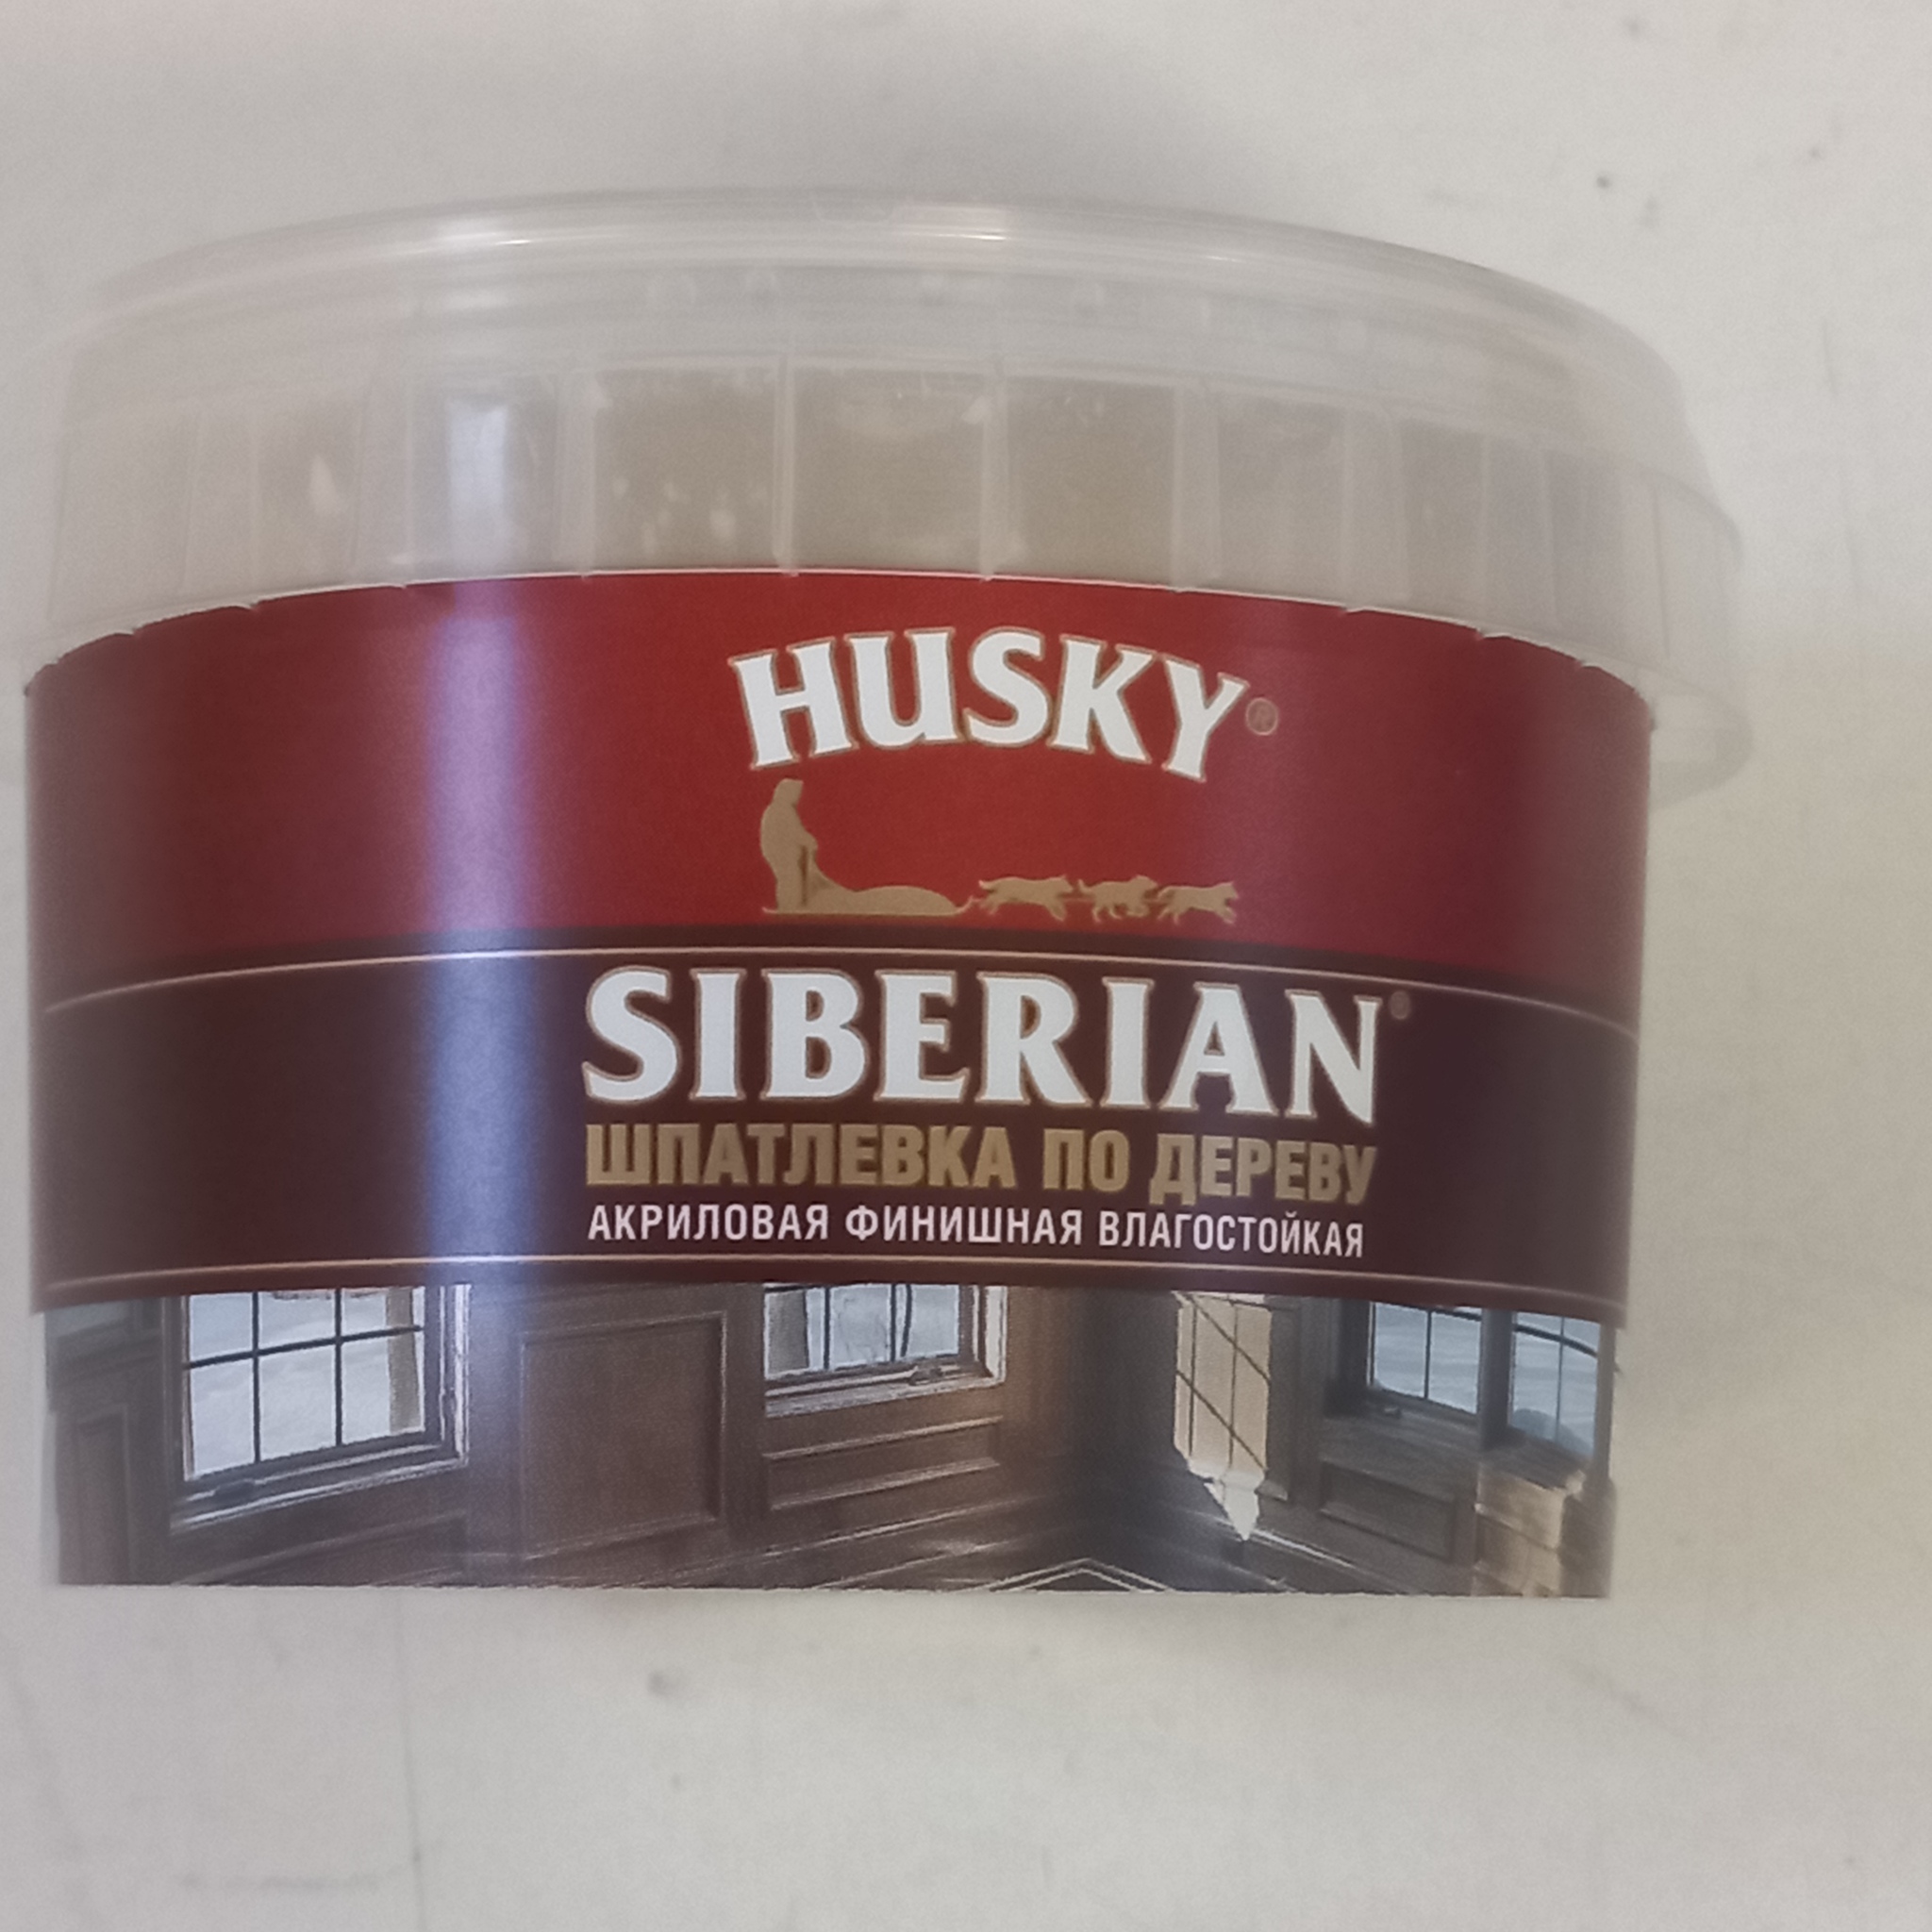 HUSKY®
SIBERIAN®
ШПАТЛЕВКА ПО ДЕРЕВУ
АКРИЛОВАЯ ФИНИШНАЯ ВЛАГОСТОЙКАЯ